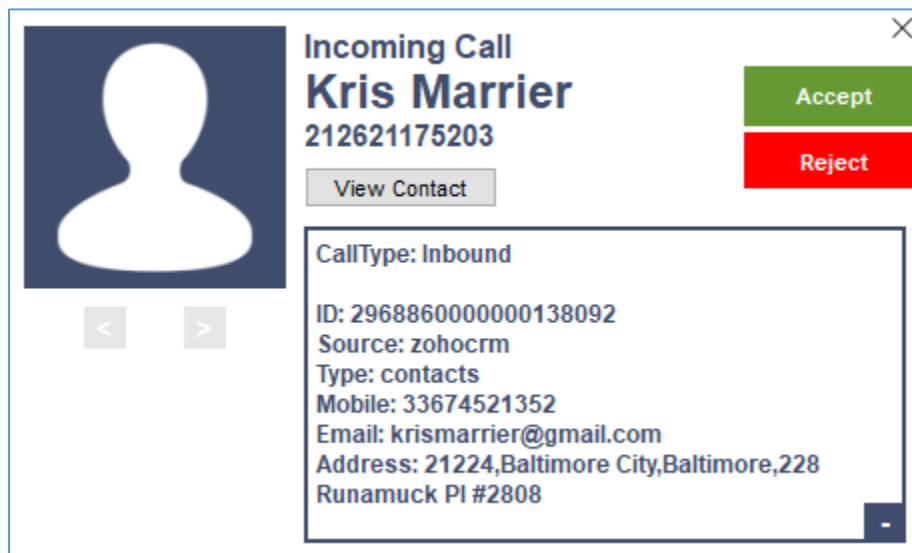 Incoming Call
Kris Marrier
212621175203
View Contact
Accept
Reject
< >
CallType: Inbound
ID: 2968860000000138092
Source: zohocrm
Type: contacts
Mobile: 33674521352
Email: krismarrier@gmail.com
Address: 21224,Baltimore City,Baltimore,228
Runamuck Pl #2808
-